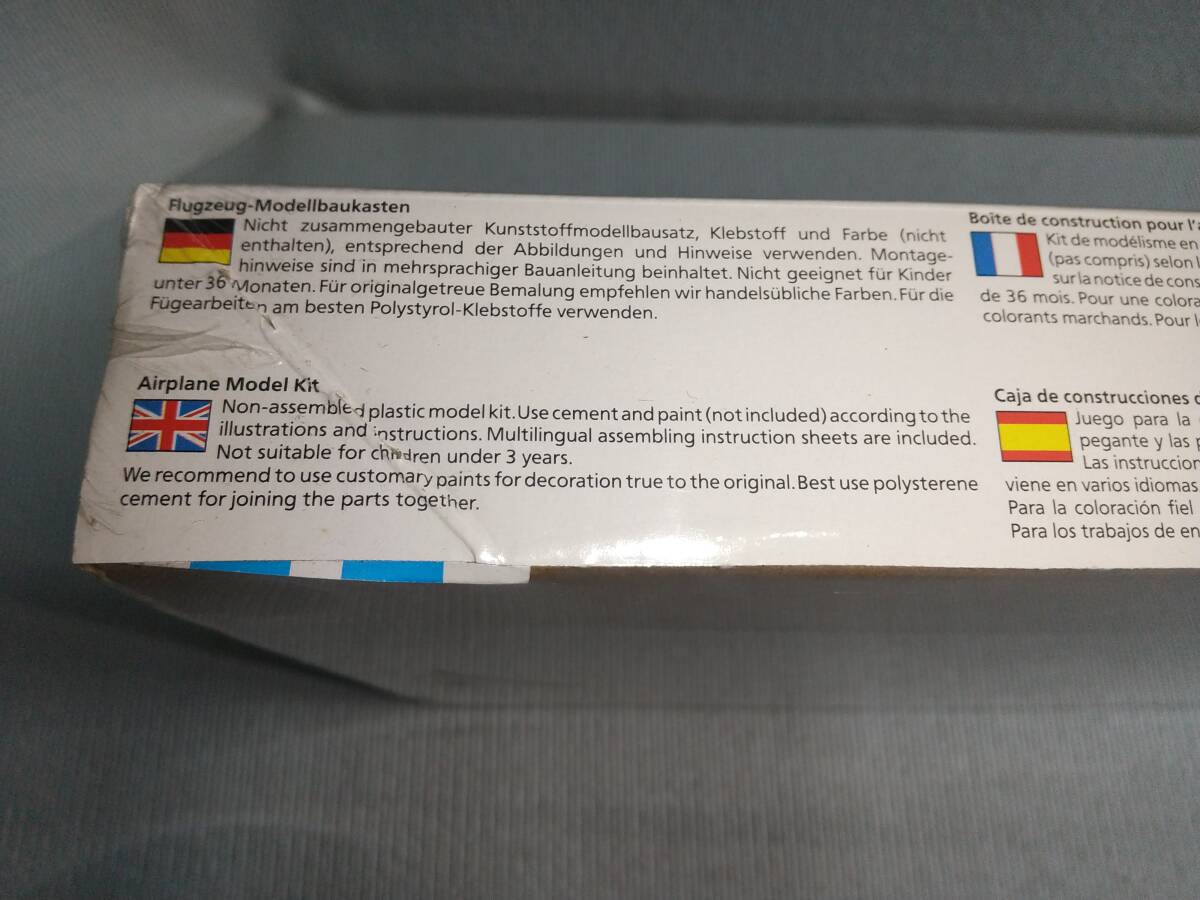 Flugzeug-Modellbaukasten
Nicht zusammengebauter Kunststoffmodellbausatz, Klebstoff und Farbe (nicht
enthalten), entsprechend der Abbildungen und Hinweise verwenden. Montage-
hinweise sind in mehrsprachiger Bauanleitung beinhaltet. Nicht geeignet für Kinder
unter 36 Monaten. Für originalgetreue Bemalung empfehlen wir handelsübliche Farben. Für die
Fügearbeiten am besten Polystyrol-Klebstoffe verwenden.
Airplane Model Kit
Non-assembled plastic model kit. Use cement and paint (not included) according to the
illustrations and instructions. Multilingual assembling instruction sheets are included.
Not suitable for children under 3 years.
We recommend to use customary paints for decoration true to the original. Best use polysterene
cement for joining the parts together.
Boîte de construction pour l'
Kit de modélisme en
(pas compris) selon
sur la notice de
de 36 mois. Pour une
colorants marchands. Pour
Caja de construcciones
Juego para la
pegante y las
Las
viene en varios idiomas
Para la coloración fiel
Para los trabajos de